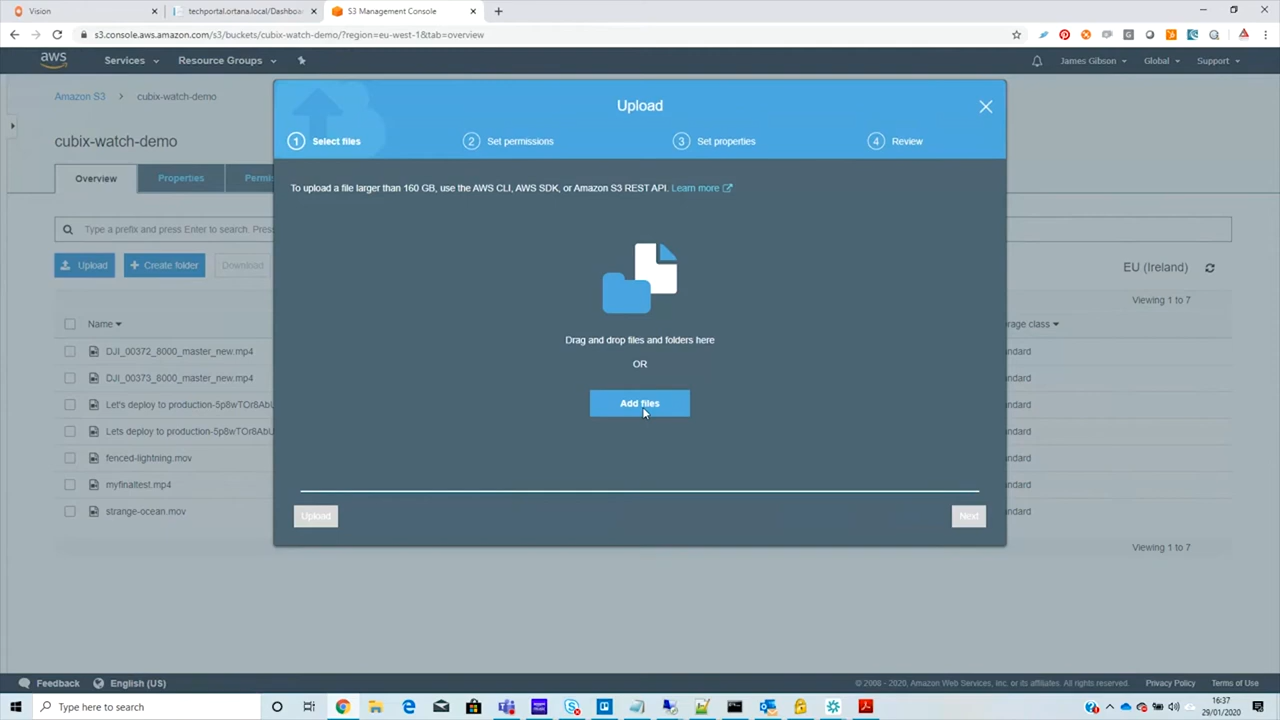 Vision
techportal.ortana.local/Dashboa
S3 Management Console
s3.console.aws.amazon.com/s3/buckets/cubix-watch-demo/?region=eu-west-1&tab=overview
aws
Services
Resource Groups
James Gibson
Global
Support
Amazon S3 > cubix-watch-demo
cubix-watch-demo
Overview
Properties
Permi
Type a prefix and press Enter to search. Pres
Upload
Create folder
Download
EU (Ireland)
Viewing 1 to 7
Name
rage class
DJI_00372_8000_master_new.mp4
andard
DJI_00373_8000_master_new.mp4
andard
Let's deploy to production-5p8wTOr8AbU
andard
Lets deploy to production-5p8wTOr8AbU
andard
fenced-lightning.mov
andard
myfinaltest.mp4
andard
strange-ocean.mov
andard
Viewing 1 to 7
Upload
1 Select files
2 Set permissions
3 Set properties
4 Review
To upload a file larger than 160 GB, use the AWS CLI, AWS SDK, or Amazon S3 REST API. Learn more
Drag and drop files and folders here
OR
Add files
Upload
Next
Feedback
English (US)
© 2008 - 2020, Amazon Web Services, Inc. or its affiliates. All rights reserved.
Privacy Policy
Terms of Use
Type here to search
16:37
29/01/2020